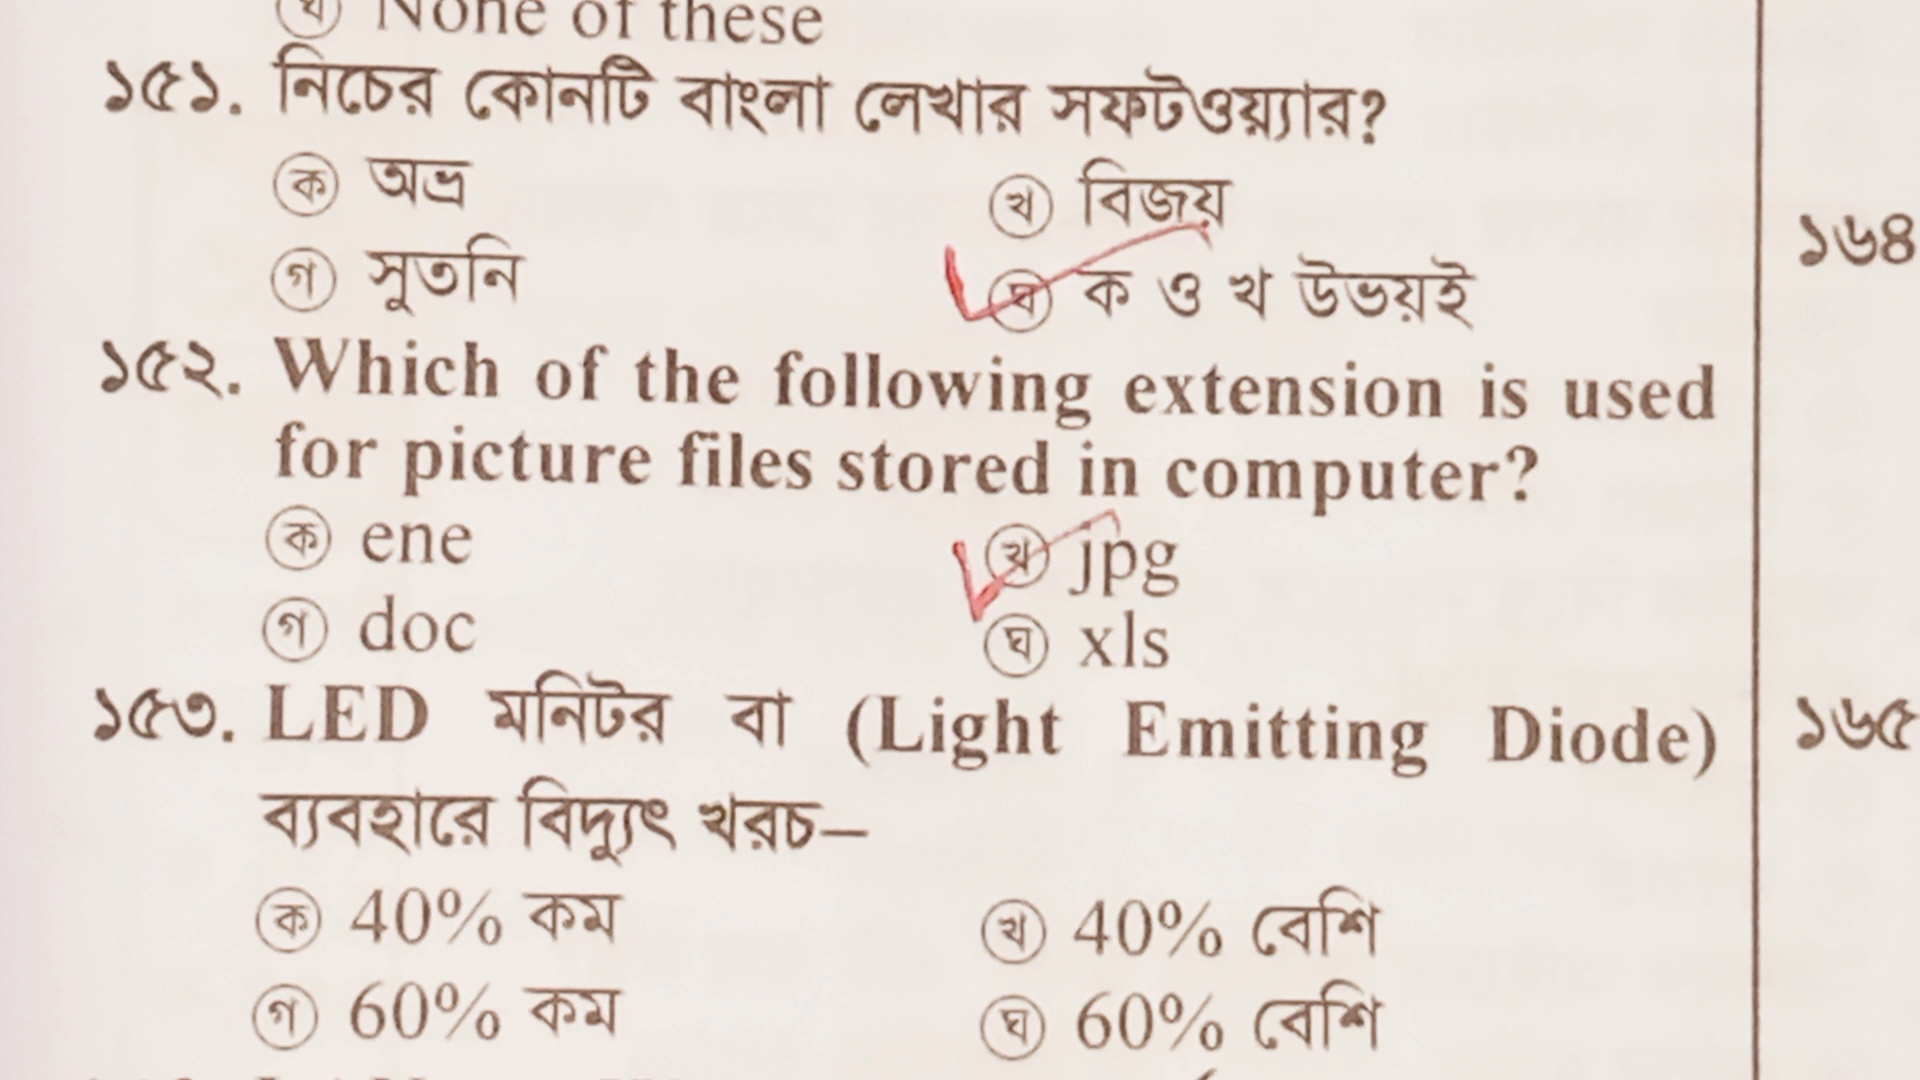 ঘ None of these
১৫১. নিচের কোনটি বাংলা লেখার সফটওয়্যার?
ক অভ্র খ বিজয়
গ সুতনি ঘ ক ও খ উভয়ই
১৬৪
১৫২. Which of the following extension is used
for picture files stored in computer?
ক ene খ jpg
গ doc ঘ xls
১৫৩. LED মনিটর বা (Light Emitting Diode)
১৬৫
ব্যবহারে বিদ্যুৎ খরচ–
ক 40% কম খ 40% বেশি
গ 60% কম ঘ 60% বেশি